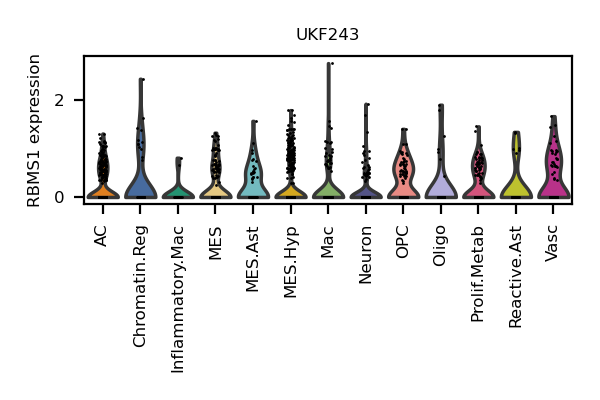 UKF243
RBMS1 expression
2
0
AC
Chromatin.Reg
Inflammatory.Mac
MES
MES.Ast
MES.Hyp
Mac
Neuron
OPC
Oligo
Prolif.Metab
Reactive.Ast
Vasc